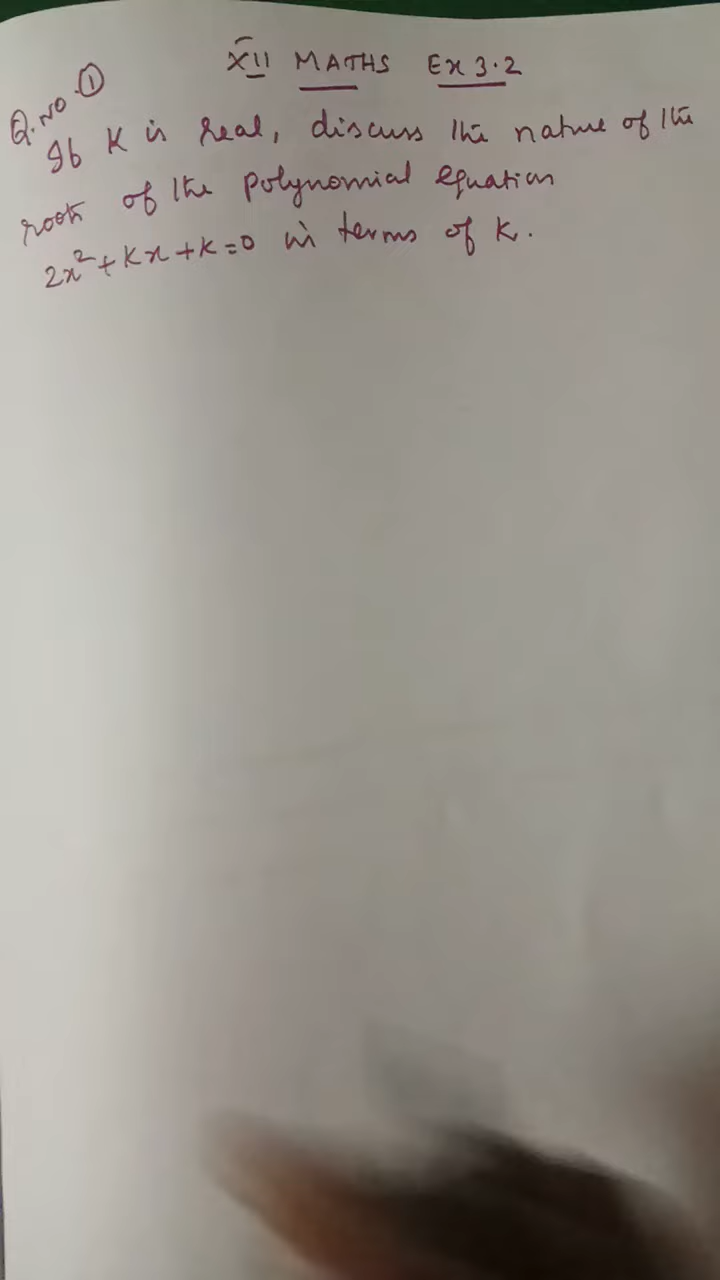 XII MATHS Ex 3.2
Q.NO.①
If K is real, discuss the nature of the
roots of the polynomial equation
2x²+Kx+K=0 in terms of K.